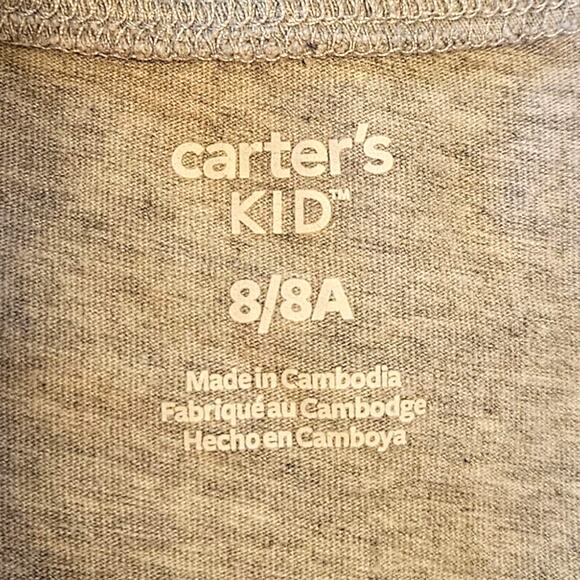 carter's
KID™
8/8A
Made in Cambodia
Fabriqué au Cambodge
Hecho en Camboya